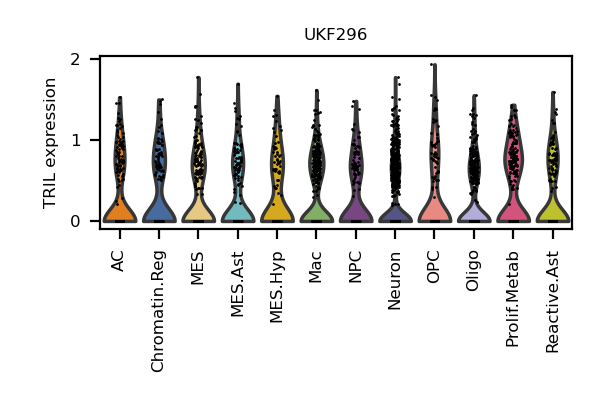 UKF296
TRIL expression
2
1
0
AC
Chromatin.Reg
MES
MES.Ast
MES.Hyp
Mac
NPC
Neuron
OPC
Oligo
Prolif.Metab
Reactive.Ast